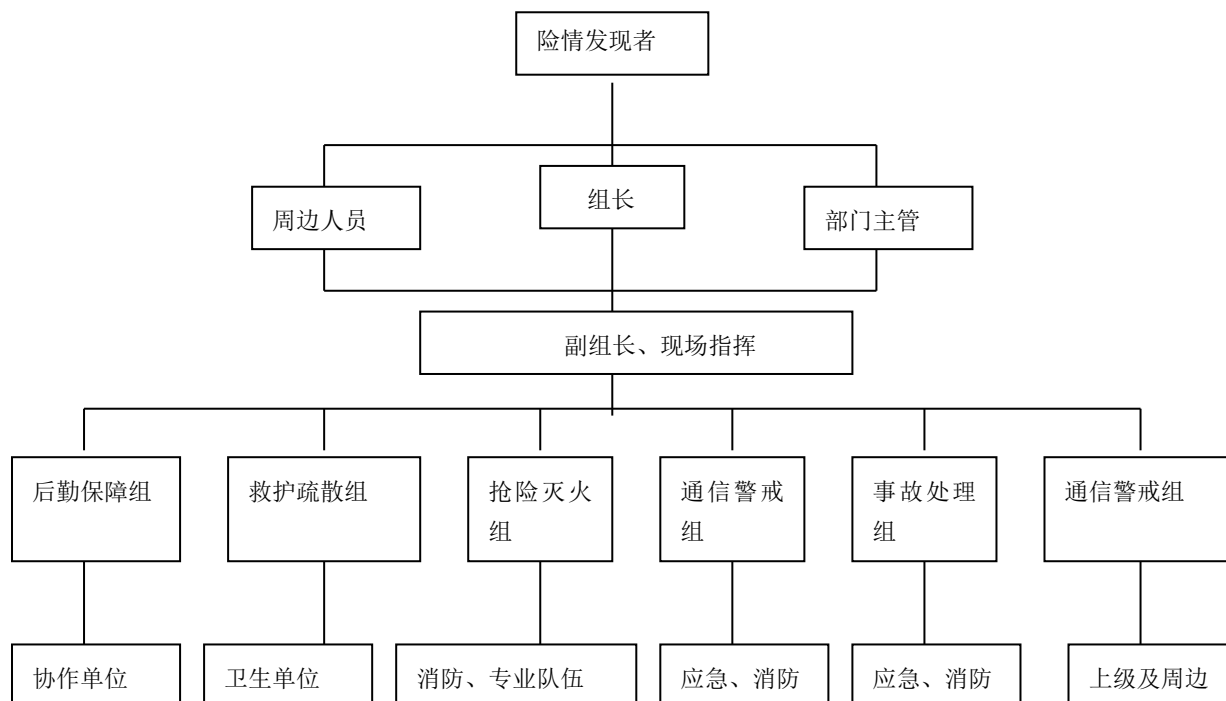 险情发现者
周边人员
组长
部门主管
副组长、现场指挥
后勤保障组
救护疏散组
抢险灭火
组
通信警戒
组
事故处理
组
通信警戒组
协作单位
卫生单位
消防、专业队伍
应急、消防
应急、消防
上级及周边